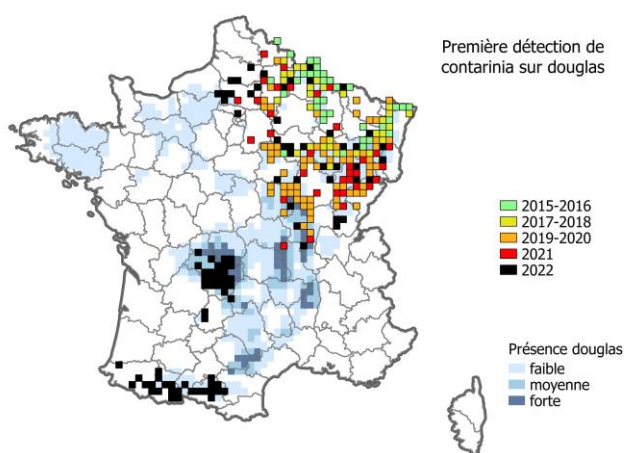 Première détection de
contarinia sur douglas
2015-2016
2017-2018
2019-2020
2021
2022
Présence douglas
faible
moyenne
forte